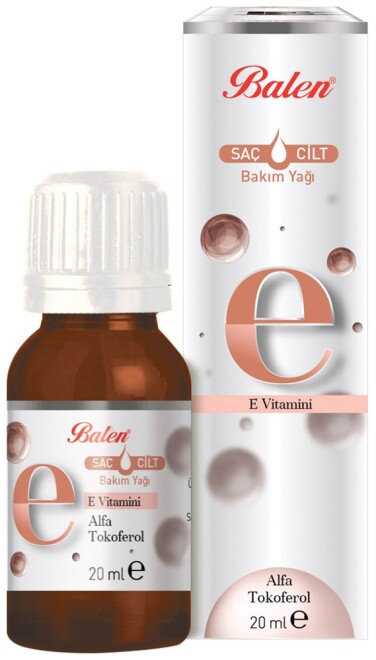 Balen®
SAÇ CİLT
Bakım Yağı
e
E Vitamini
Alfa
Tokoferol
20 ml ℮
Balen®
SAÇ CİLT
Bakım Yağı
e
E Vitamini
Alfa
Tokoferol
20 ml ℮